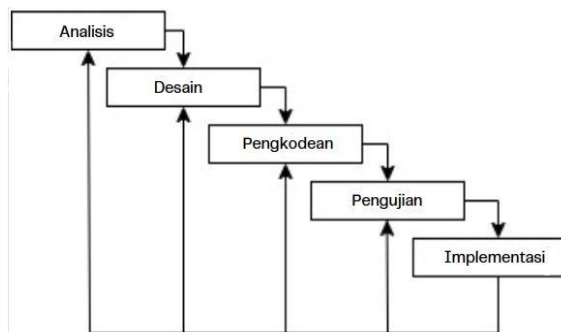 Analisis
Desain
Pengkodean
Pengujian
Implementasi